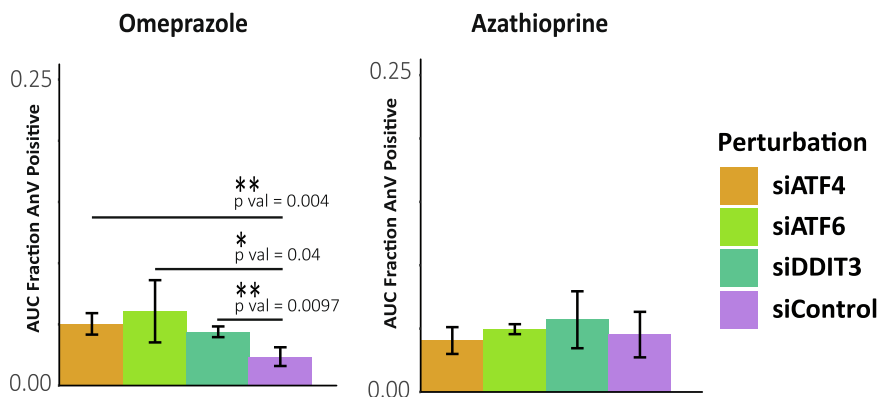 Omeprazole
0.25
AUC Fraction AnV Poisitive
**
p val = 0.004
*
p val = 0.04
**
p val = 0.0097
0.00
Azathioprine
0.25
AUC Fraction AnV Poisitive
0.00
Perturbation
siATF4
siATF6
siDDIT3
siControl